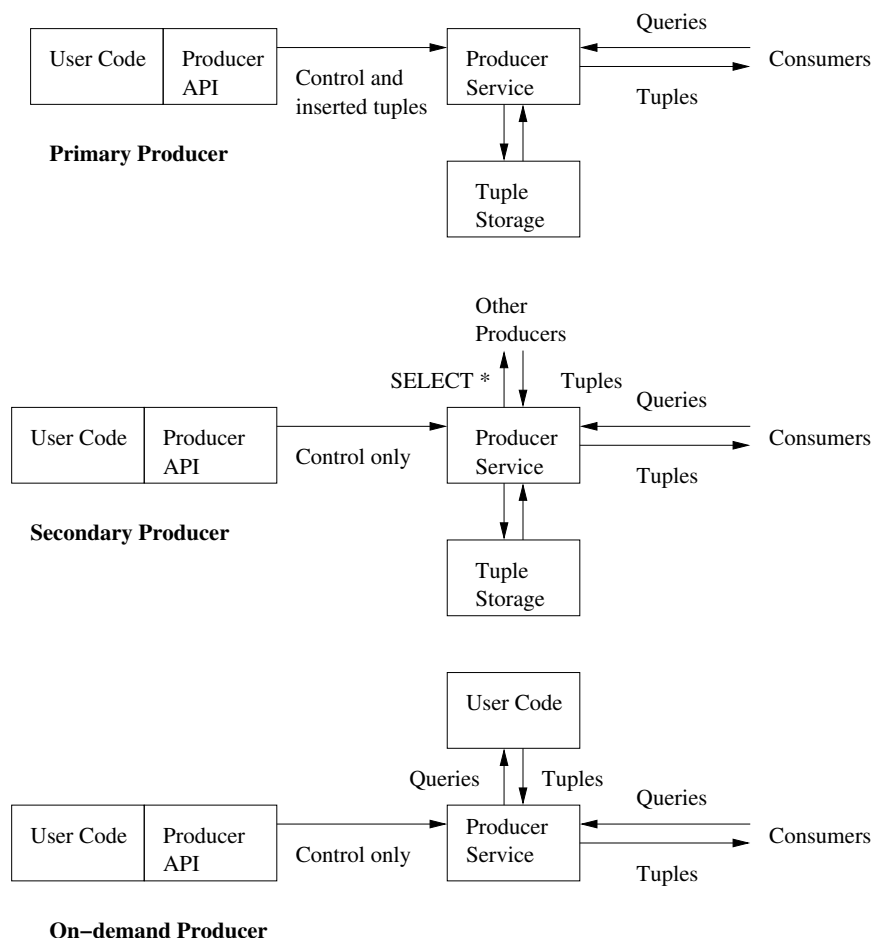 User Code
Producer
API
Control and
inserted tuples
Producer
Service
Queries
Tuples
Consumers
Tuple
Storage
Primary Producer
Other
Producers
SELECT *
Tuples
User Code
Producer
API
Control only
Producer
Service
Queries
Tuples
Consumers
Tuple
Storage
Secondary Producer
User Code
Queries
Tuples
User Code
Producer
API
Control only
Producer
Service
Queries
Tuples
Consumers
On−demand Producer